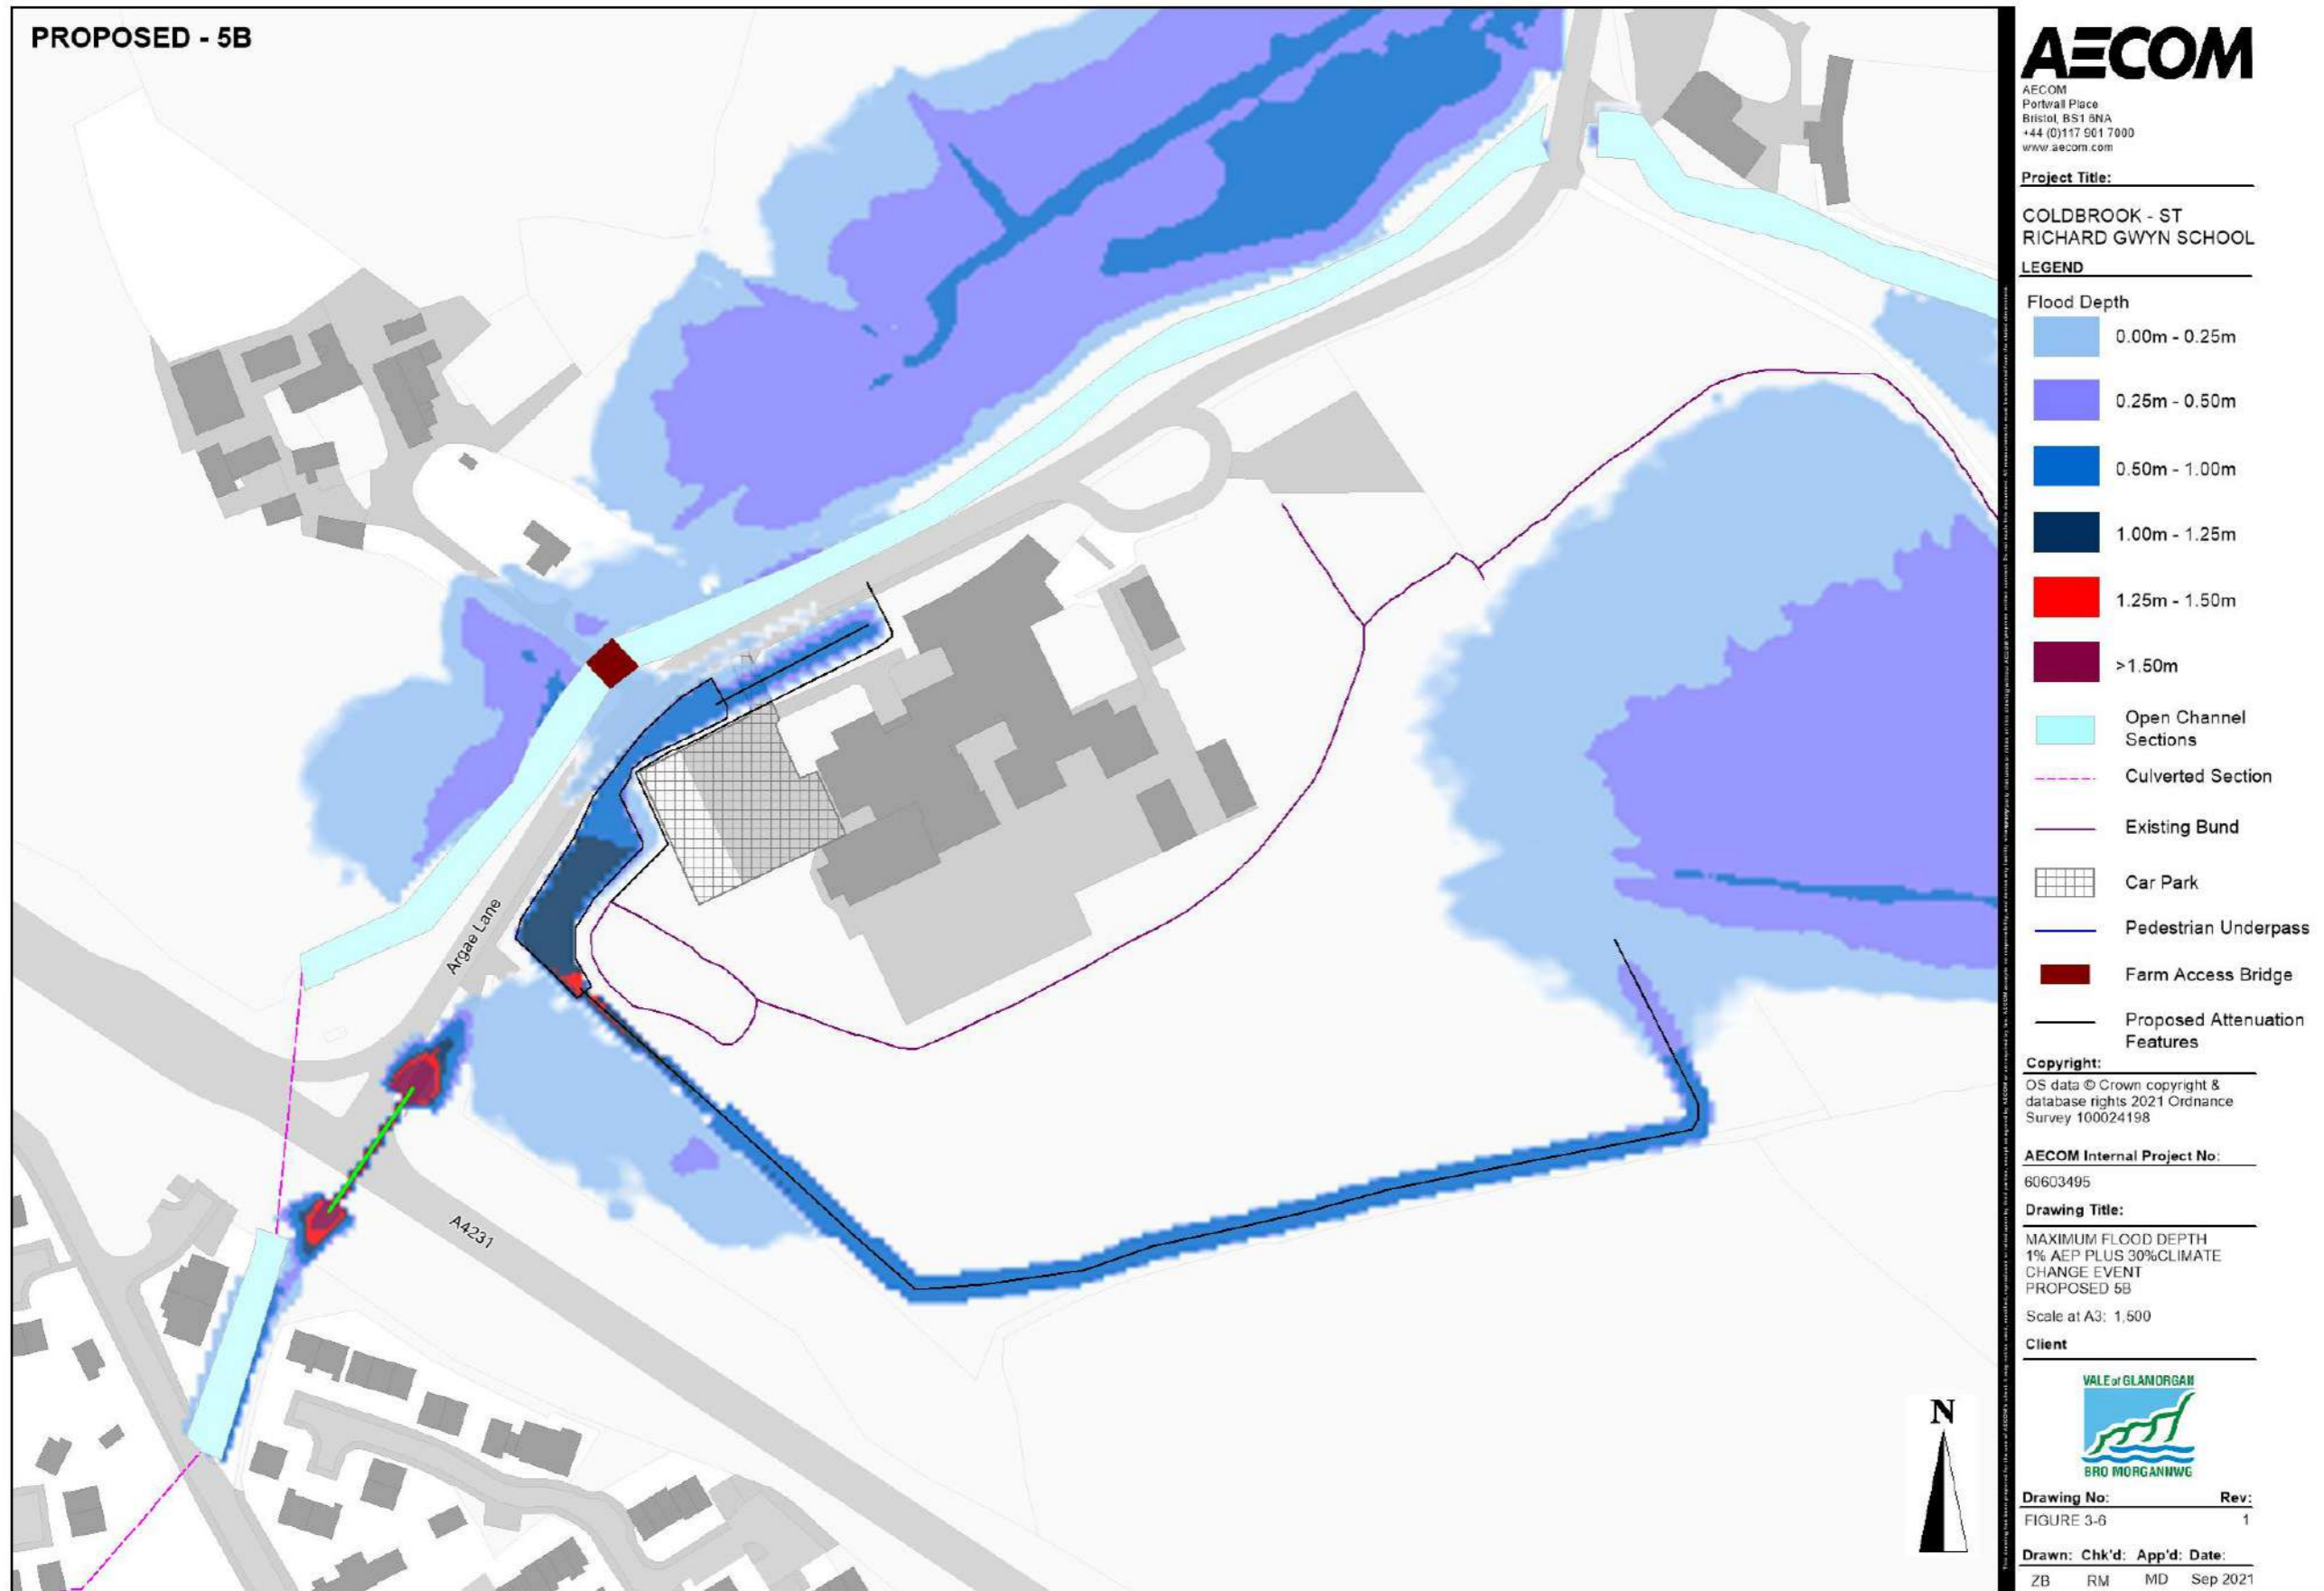 PROPOSED - 5B
Argae Lane
A4231
N
AECOM
AECOM
Portwall Place
Bristol, BS1 6NA
+44 (0)117 901 7000
www.aecom.com
Project Title:
COLDBROOK - ST
RICHARD GWYN SCHOOL
LEGEND
Flood Depth
0.00m - 0.25m
0.25m - 0.50m
0.50m - 1.00m
1.00m - 1.25m
1.25m - 1.50m
>1.50m
Open Channel
Sections
Culverted Section
Existing Bund
Car Park
Pedestrian Underpass
Farm Access Bridge
Proposed Attenuation
Features
Copyright:
OS data © Crown copyright &
database rights 2021 Ordnance
Survey 100024198
AECOM Internal Project No:
60603495
Drawing Title:
MAXIMUM FLOOD DEPTH
1% AEP PLUS 30%CLIMATE
CHANGE EVENT
PROPOSED 5B
Scale at A3: 1,500
Client
VALE of GLAMORGAN
BRO MORGANNWG
Drawing No: Rev:
FIGURE 3-6 1
Drawn: Chk'd: App'd: Date:
ZB RM MD Sep 2021